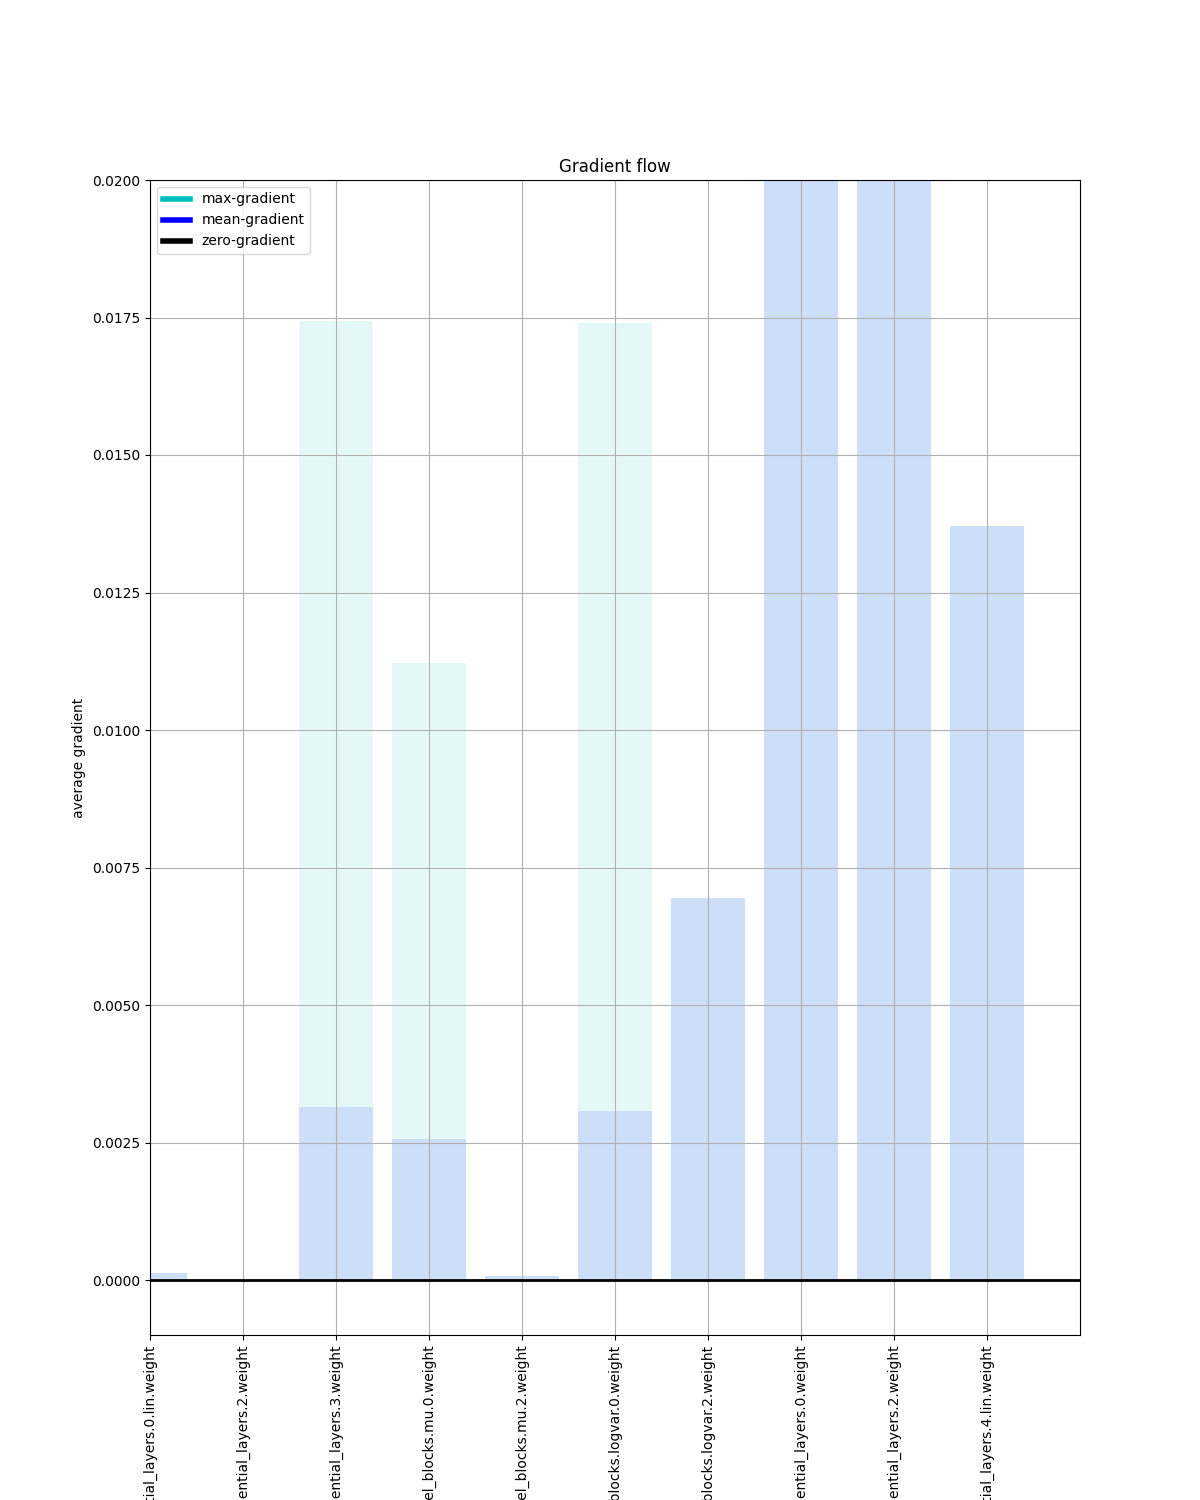 Gradient flow
max-gradient
mean-gradient
zero-gradient
0.0200
0.0175
0.0150
0.0125
0.0100
0.0075
0.0050
0.0025
0.0000
average gradient
tial_layers.0.lin.weight
ential_layers.2.weight
ential_layers.3.weight
el_blocks.mu.0.weight
el_blocks.mu.2.weight
blocks.logvar.0.weight
blocks.logvar.2.weight
ential_layers.0.weight
ential_layers.2.weight
tial_layers.4.lin.weight